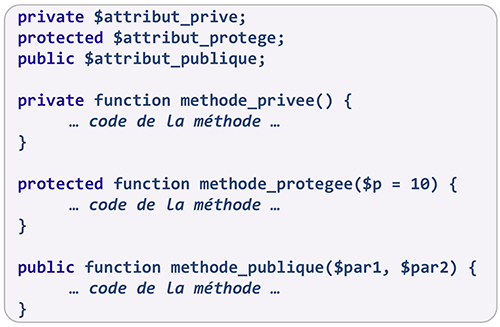 private $attribut_prive;
protected $attribut_protege;
public $attribut_publique;
private function methode_privee() {
… code de la méthode …
}
protected function methode_protegee($p = 10) {
… code de la méthode …
}
public function methode_publique($par1, $par2) {
… code de la méthode …
}